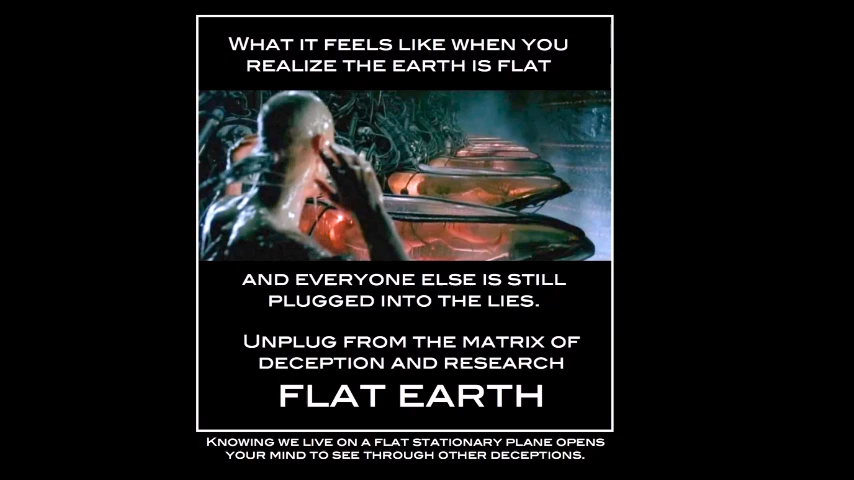 What it feels like when you
realize the earth is flat
and everyone else is still
plugged into the lies.
Unplug from the matrix of
deception and research
FLAT EARTH
Knowing we live on a flat stationary plane opens
your mind to see through other deceptions.